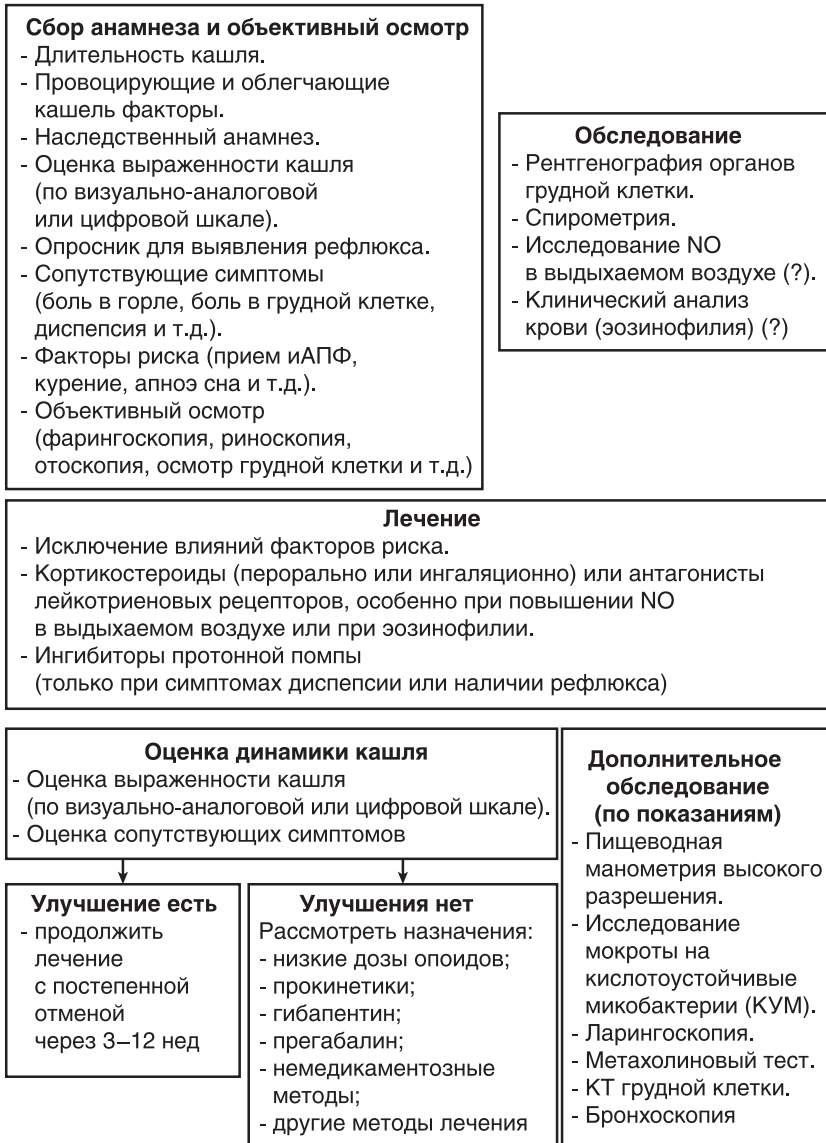 Сбор анамнеза и объективный осмотр
- Длительность кашля.
- Провоцирующие и облегчающие
кашель факторы.
- Наследственный анамнез.
- Оценка выраженности кашля
(по визуально-аналоговой
или цифровой шкале).
- Опросник для выявления рефлюкса.
- Сопутствующие симптомы
(боль в горле, боль в грудной клетке,
диспепсия и т.д.).
- Факторы риска (прием иАПФ,
курение, апноэ сна и т.д.).
- Объективный осмотр
(фарингоскопия, риноскопия,
отоскопия, осмотр грудной клетки и т.д.)
Обследование
- Рентгенография органов
грудной клетки.
- Спирометрия.
- Исследование NO
в выдыхаемом воздухе (?).
- Клинический анализ
крови (эозинофилия) (?)
Лечение
- Исключение влияний факторов риска.
- Кортикостероиды (перорально или ингаляционно) или антагонисты
лейкотриеновых рецепторов, особенно при повышении NO
в выдыхаемом воздухе или при эозинофилии.
- Ингибиторы протонной помпы
(только при симптомах диспепсии или наличии рефлюкса)
Оценка динамики кашля
- Оценка выраженности кашля
(по визуально-аналоговой или цифровой шкале).
- Оценка сопутствующих симптомов
Улучшение есть
- продолжить
лечение
с постепенной
отменой
через 3–12 нед
Улучшения нет
Рассмотреть назначения:
- низкие дозы опоидов;
- прокинетики;
- гибапентин;
- прегабалин;
- немедикаментозные
методы;
- другие методы лечения
Дополнительное
обследование
(по показаниям)
- Пищеводная
манометрия высокого
разрешения.
- Исследование
мокроты на
кислотоустойчивые
микобактерии (КУМ).
- Ларингоскопия.
- Метахолиновый тест.
- КТ грудной клетки.
- Бронхоскопия